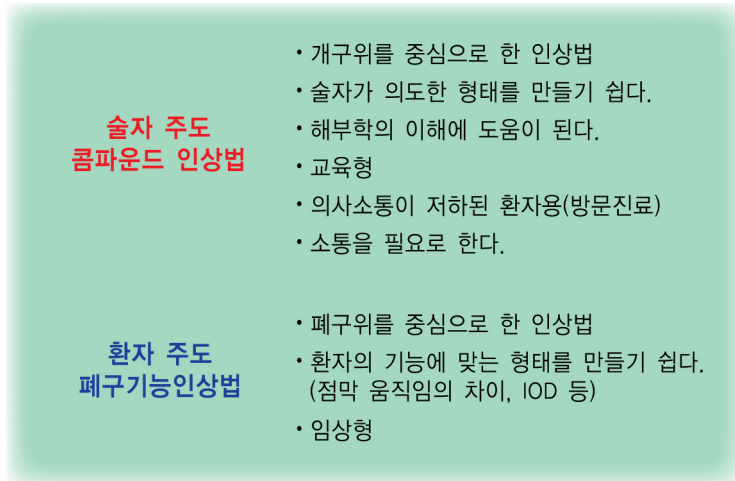 술자 주도
콤파운드 인상법
• 개구위를 중심으로 한 인상법
• 술자가 의도한 형태를 만들기 쉽다.
• 해부학의 이해에 도움이 된다.
• 교육형
• 의사소통이 저하된 환자용(방문진료)
• 소통을 필요로 한다.
환자 주도
폐구기능인상법
• 폐구위를 중심으로 한 인상법
• 환자의 기능에 맞는 형태를 만들기 쉽다.
(점막 움직임의 차이, IOD 등)
• 임상형